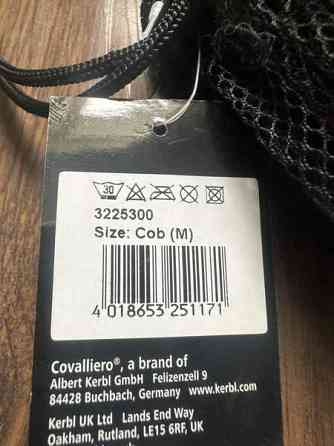 30
3225300
Size: Cob (M)
4 018653 251171
Covalliero®, a brand of
Albert Kerbl GmbH Felizenzell 9
84428 Buchbach, Germany www.kerbl.com
Kerbl UK Ltd Lands End Way
Oakham, Rutland, LE15 6RF, UK